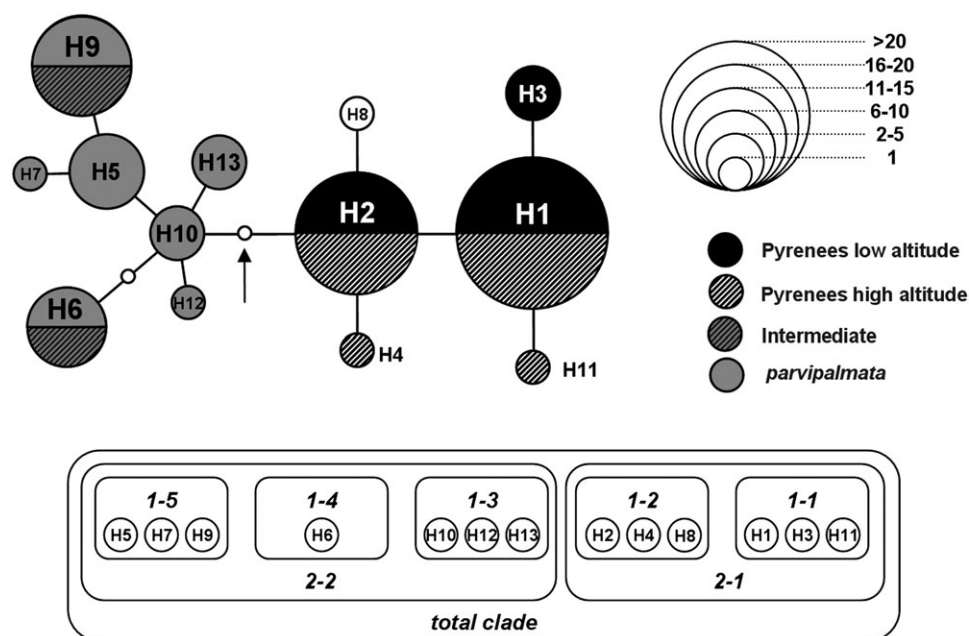 H9
H7
H5
H13
H10
H12
H6
H8
H2
H4
H3
H1
H11
>20
16-20
11-15
6-10
2-5
1
Pyrenees low altitude
Pyrenees high altitude
Intermediate
parvipalmata
1-5
H5 H7 H9
1-4
H6
1-3
H10 H12 H13
2-2
1-2
H2 H4 H8
1-1
H1 H3 H11
2-1
total clade